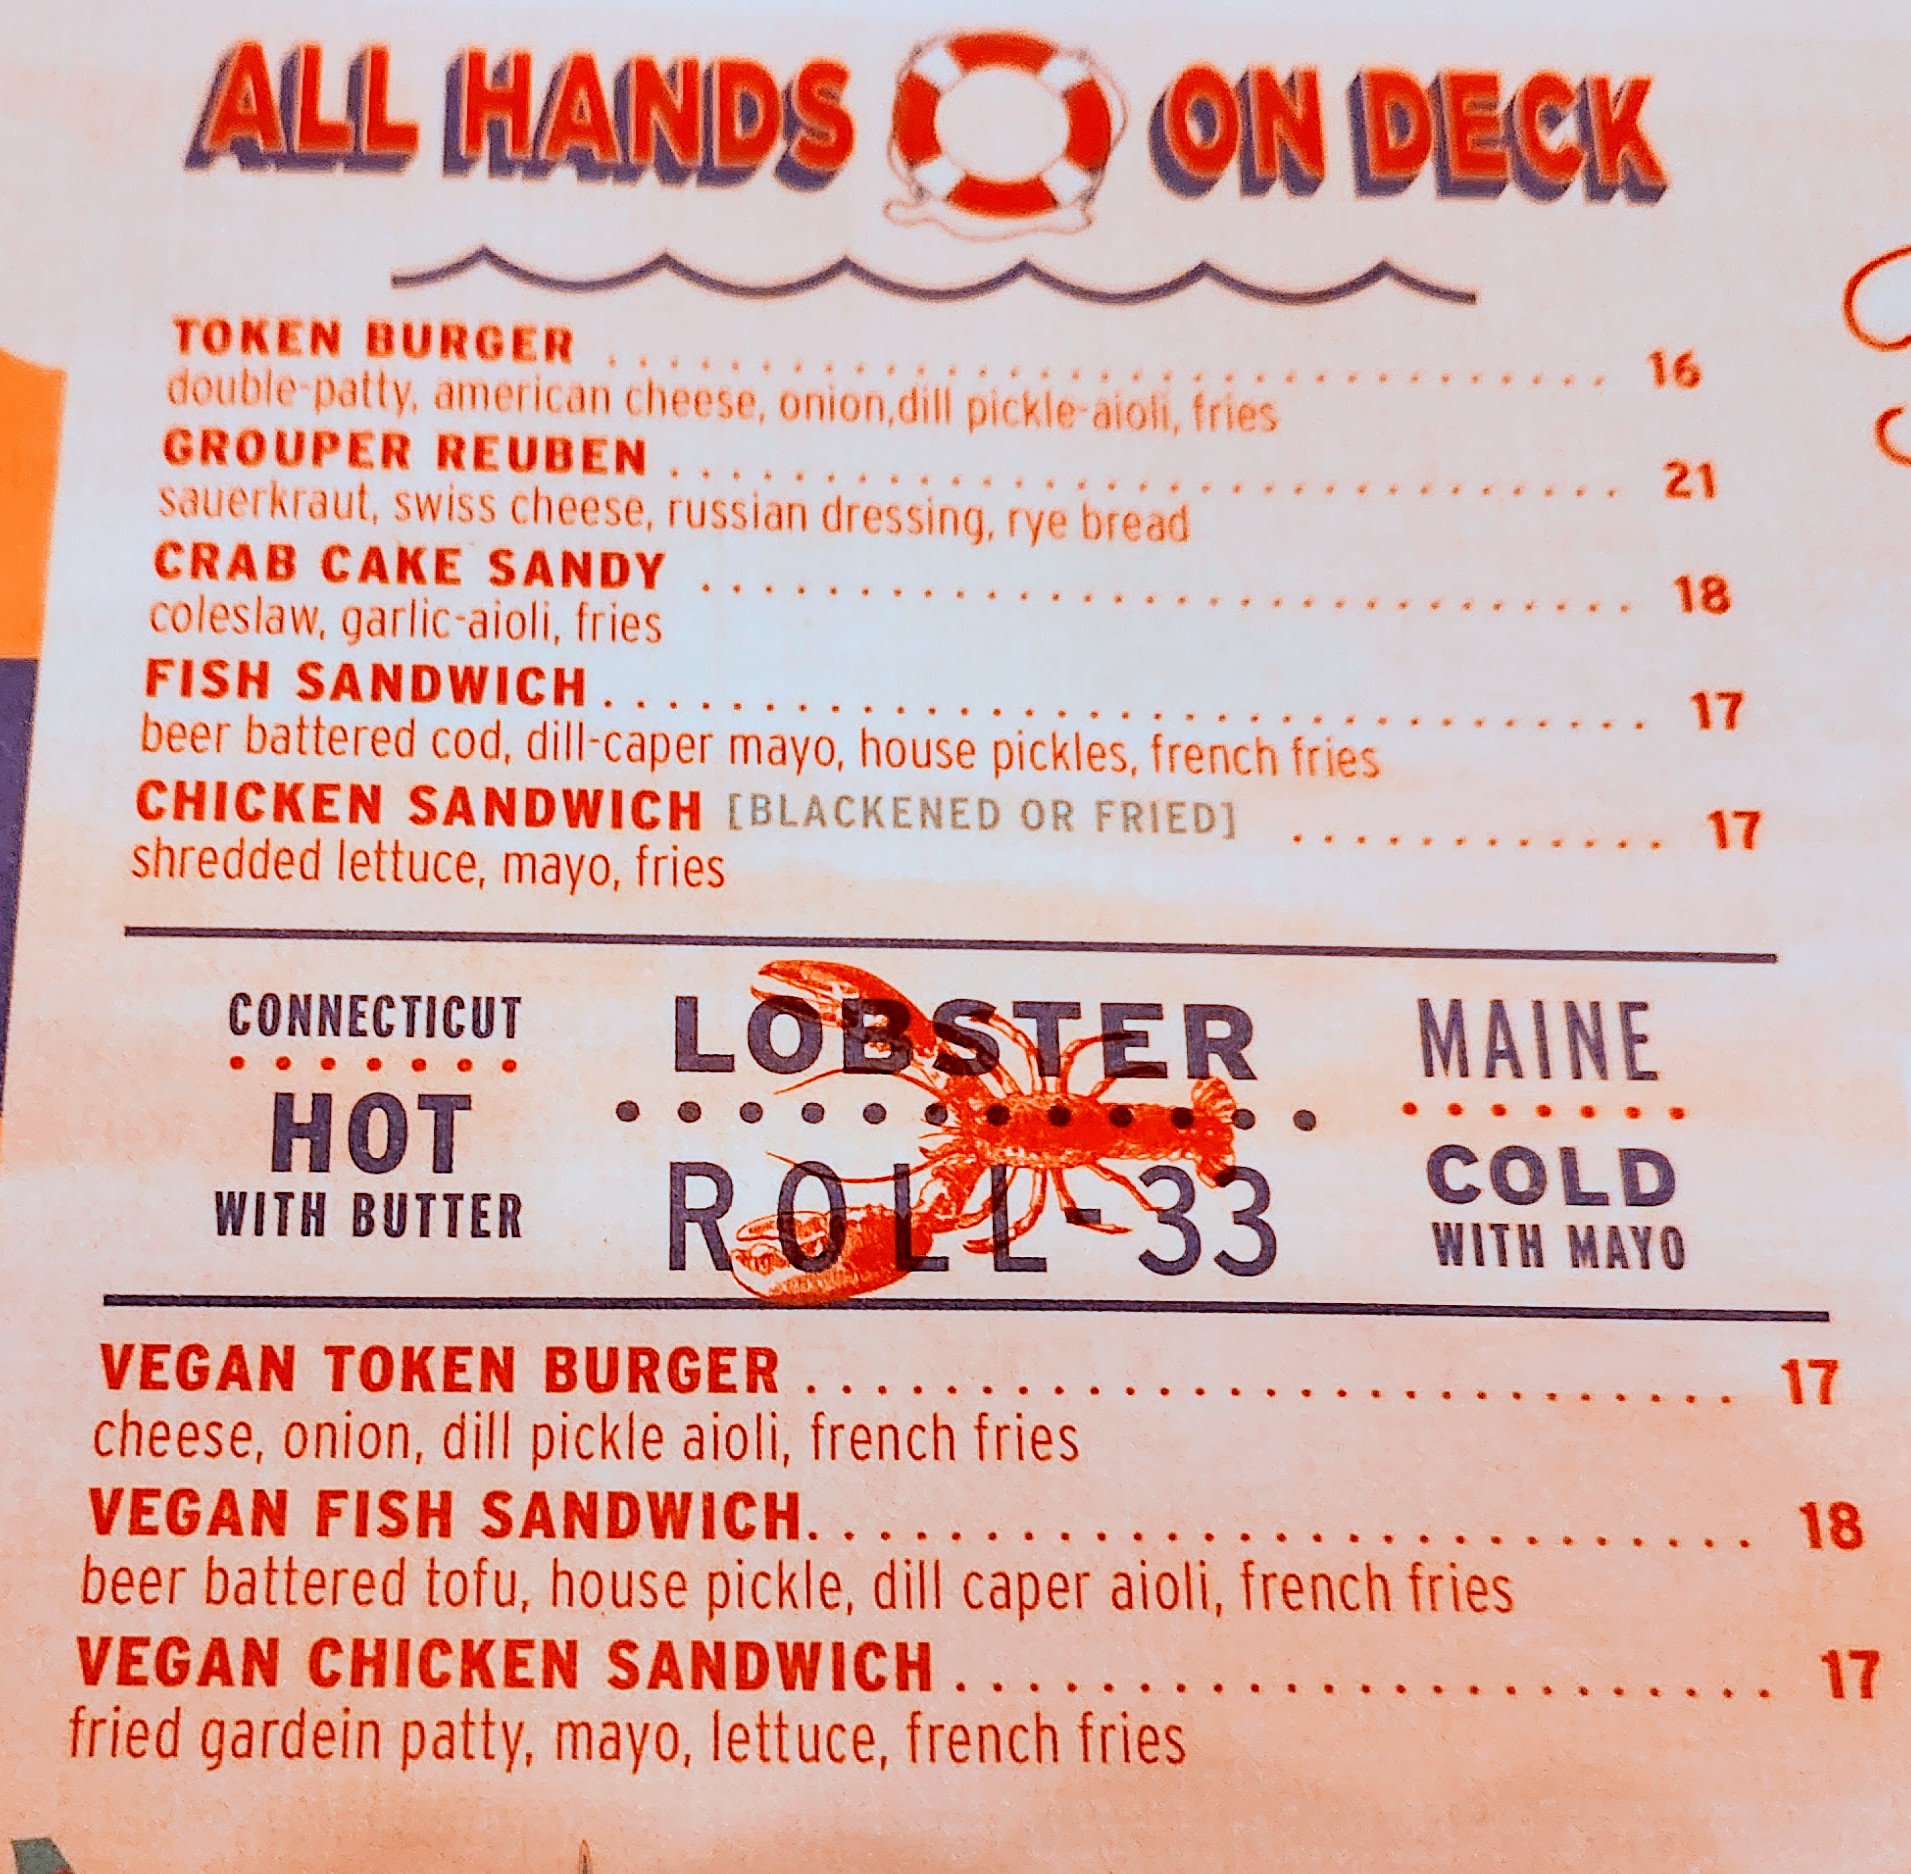 ALL HANDS ON DECK
TOKEN BURGER 16
double-patty, american cheese, onion,dill pickle-aioli, fries
GROUPER REUBEN 21
sauerkraut, swiss cheese, russian dressing, rye bread
CRAB CAKE SANDY 18
coleslaw, garlic-aioli, fries
FISH SANDWICH 17
beer battered cod, dill-caper mayo, house pickles, french fries
CHICKEN SANDWICH [BLACKENED OR FRIED] 17
shredded lettuce, mayo, fries
CONNECTICUT
HOT
WITH BUTTER
LOBSTER
ROLL-33
MAINE
COLD
WITH MAYO
VEGAN TOKEN BURGER 17
cheese, onion, dill pickle aioli, french fries
VEGAN FISH SANDWICH 18
beer battered tofu, house pickle, dill caper aioli, french fries
VEGAN CHICKEN SANDWICH 17
fried gardein patty, mayo, lettuce, french fries